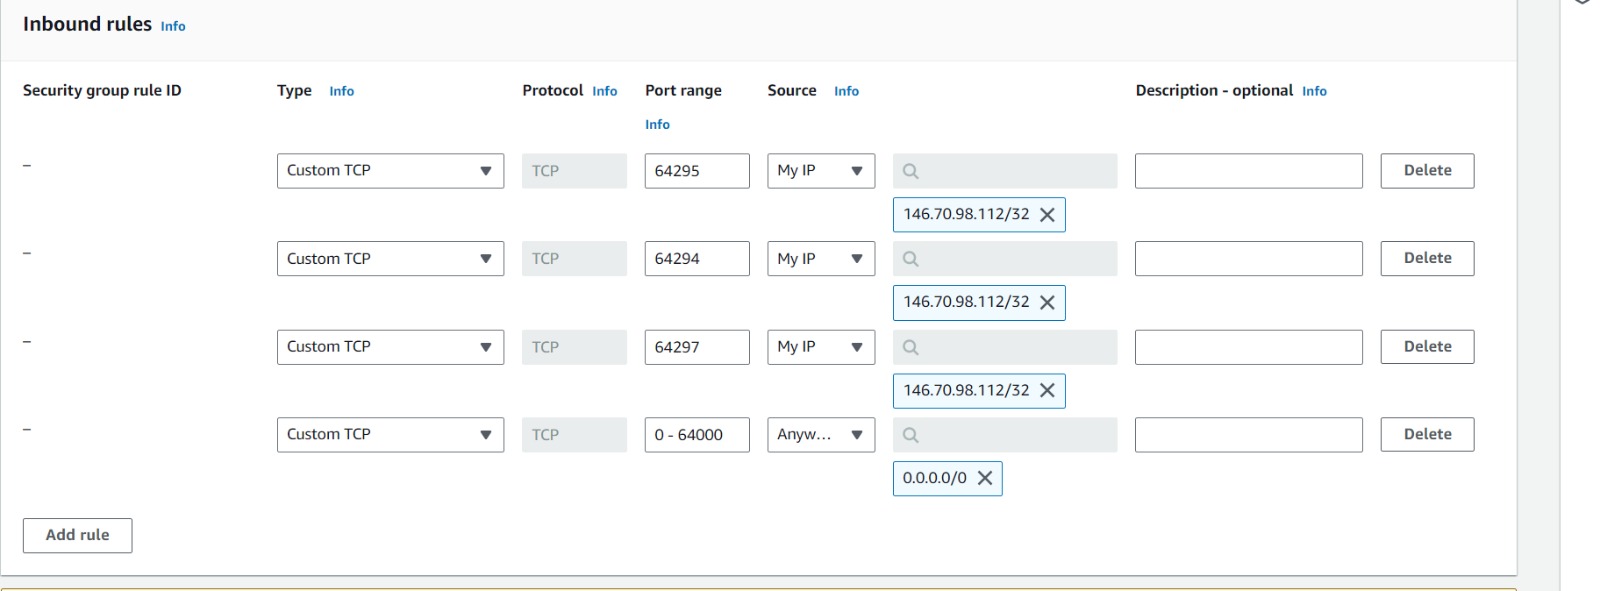 Inbound rules Info
Security group rule ID Type Info Protocol Info Port range Info Source Info Description - optional Info
– Custom TCP TCP 64295 My IP Delete
146.70.98.112/32
– Custom TCP TCP 64294 My IP Delete
146.70.98.112/32
– Custom TCP TCP 64297 My IP Delete
146.70.98.112/32
– Custom TCP TCP 0 - 64000 Anyw... Delete
0.0.0.0/0
Add rule